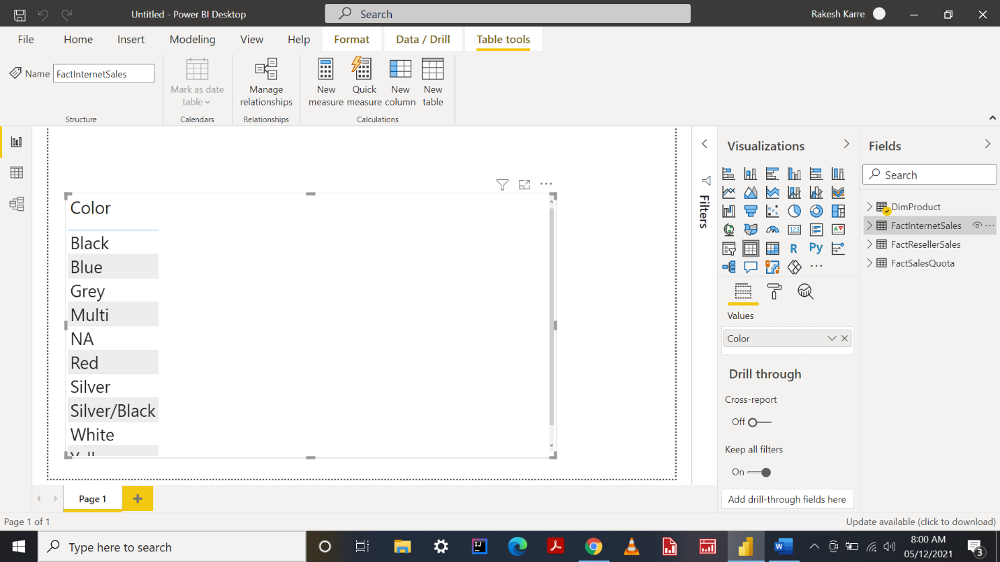 Untitled - Power BI Desktop
Search
Rakesh Karre
File Home Insert Modeling View Help Format Data / Drill Table tools
Name FactInternetSales
Mark as date table
Manage relationships
New measure
Quick measure
New column
New table
Structure
Calendars
Relationships
Calculations
Color
Black
Blue
Grey
Multi
NA
Red
Silver
Silver/Black
White
Filters
Visualizations
123
R
Py
Values
Color
Drill through
Cross-report
Off
Keep all filters
On
Add drill-through fields here
Fields
Search
DimProduct
FactInternetSales
FactResellerSales
FactSalesQuota
Page 1
Page 1 of 1
Update available (click to download)
Type here to search
IJ
W
8:00 AM
05/12/2021
3